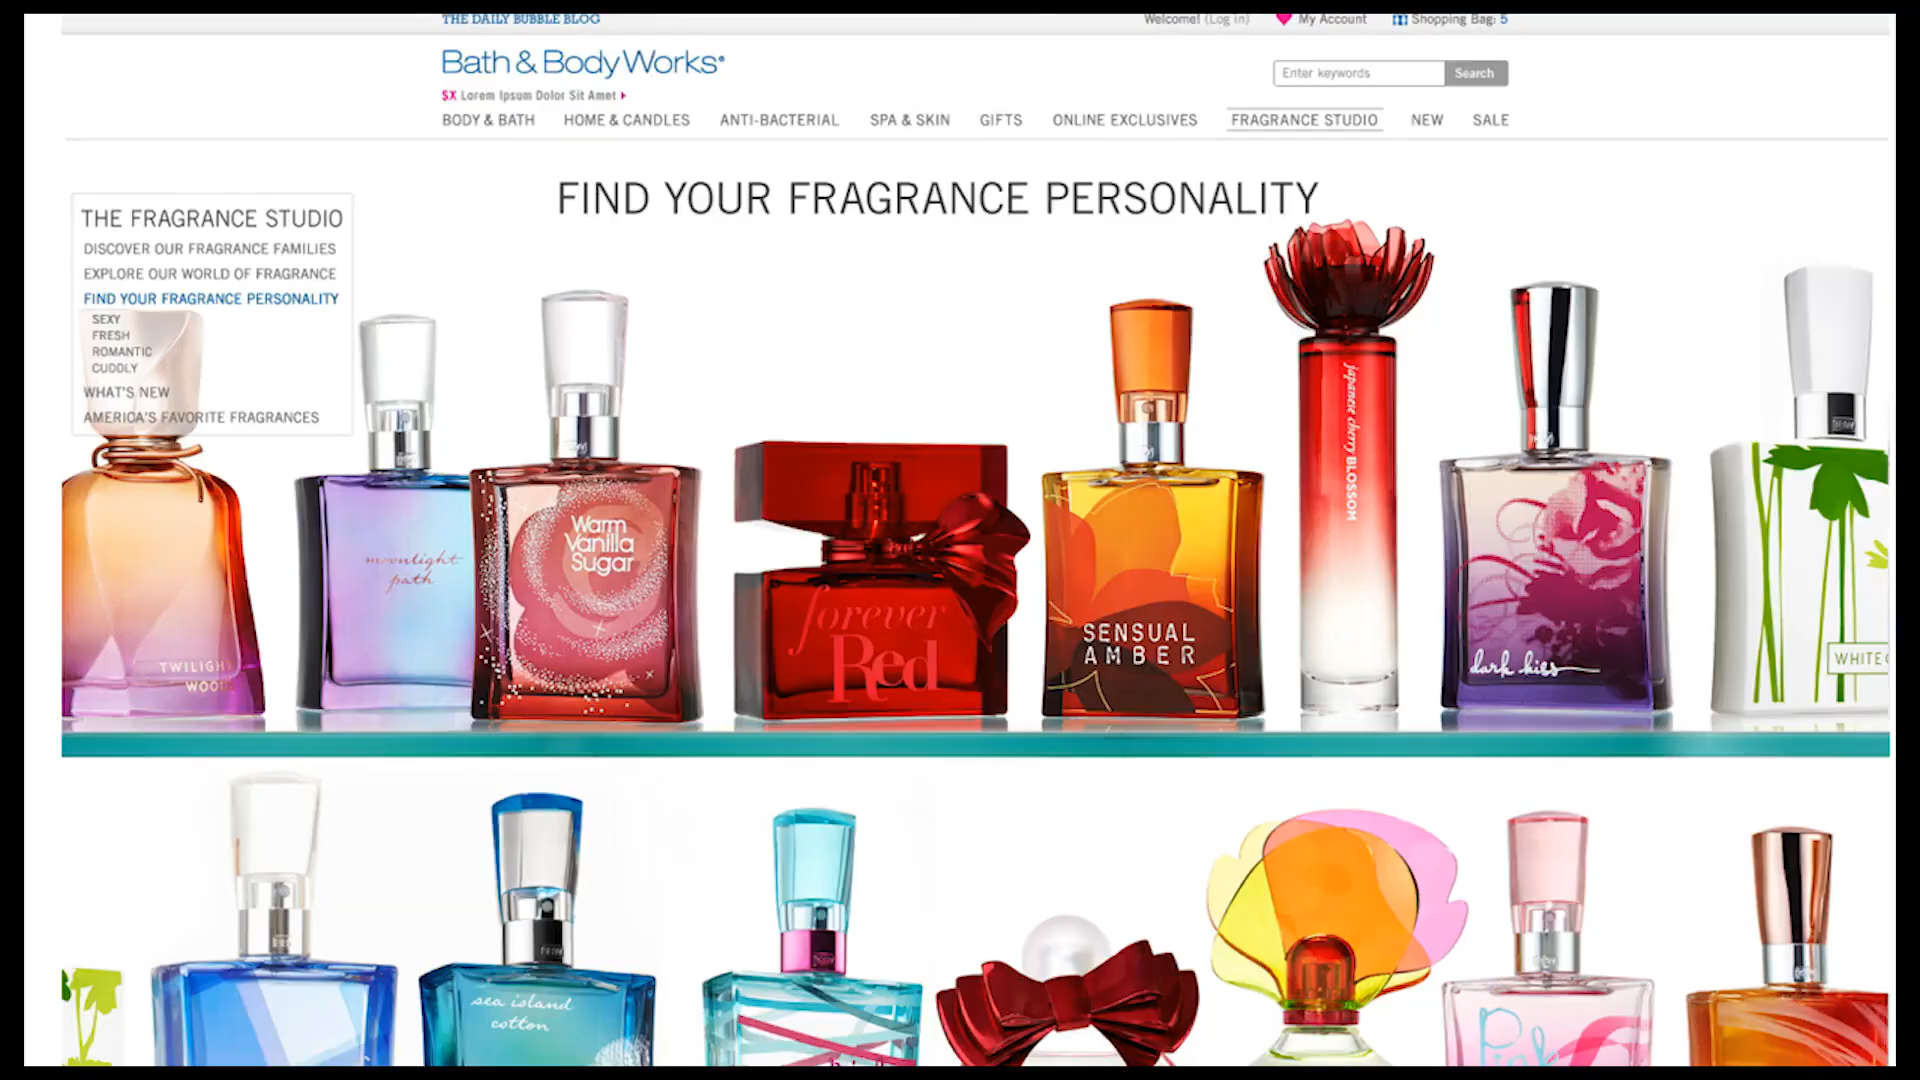 THE DAILY BUBBLE BLOG
Welcome! (Log in) My Account Shopping Bag: 5
Bath & Body Works®
Enter keywords Search
SX Lorem Ipsum Dolor Sit Amet
BODY & BATH HOME & CANDLES ANTI-BACTERIAL SPA & SKIN GIFTS ONLINE EXCLUSIVES FRAGRANCE STUDIO NEW SALE
FIND YOUR FRAGRANCE PERSONALITY
THE FRAGRANCE STUDIO
DISCOVER OUR FRAGRANCE FAMILIES
EXPLORE OUR WORLD OF FRAGRANCE
FIND YOUR FRAGRANCE PERSONALITY
SEXY
FRESH
ROMANTIC
CUDDLY
WHAT'S NEW
AMERICA'S FAVORITE FRAGRANCES
TWILIGHT
WOODS
moonlight
path
Warm
Vanilla
Sugar
forever
Red
SENSUAL
AMBER
japanese cherry BLOSSOM
dark kiss
WHITE
sea island
cotton
Pink